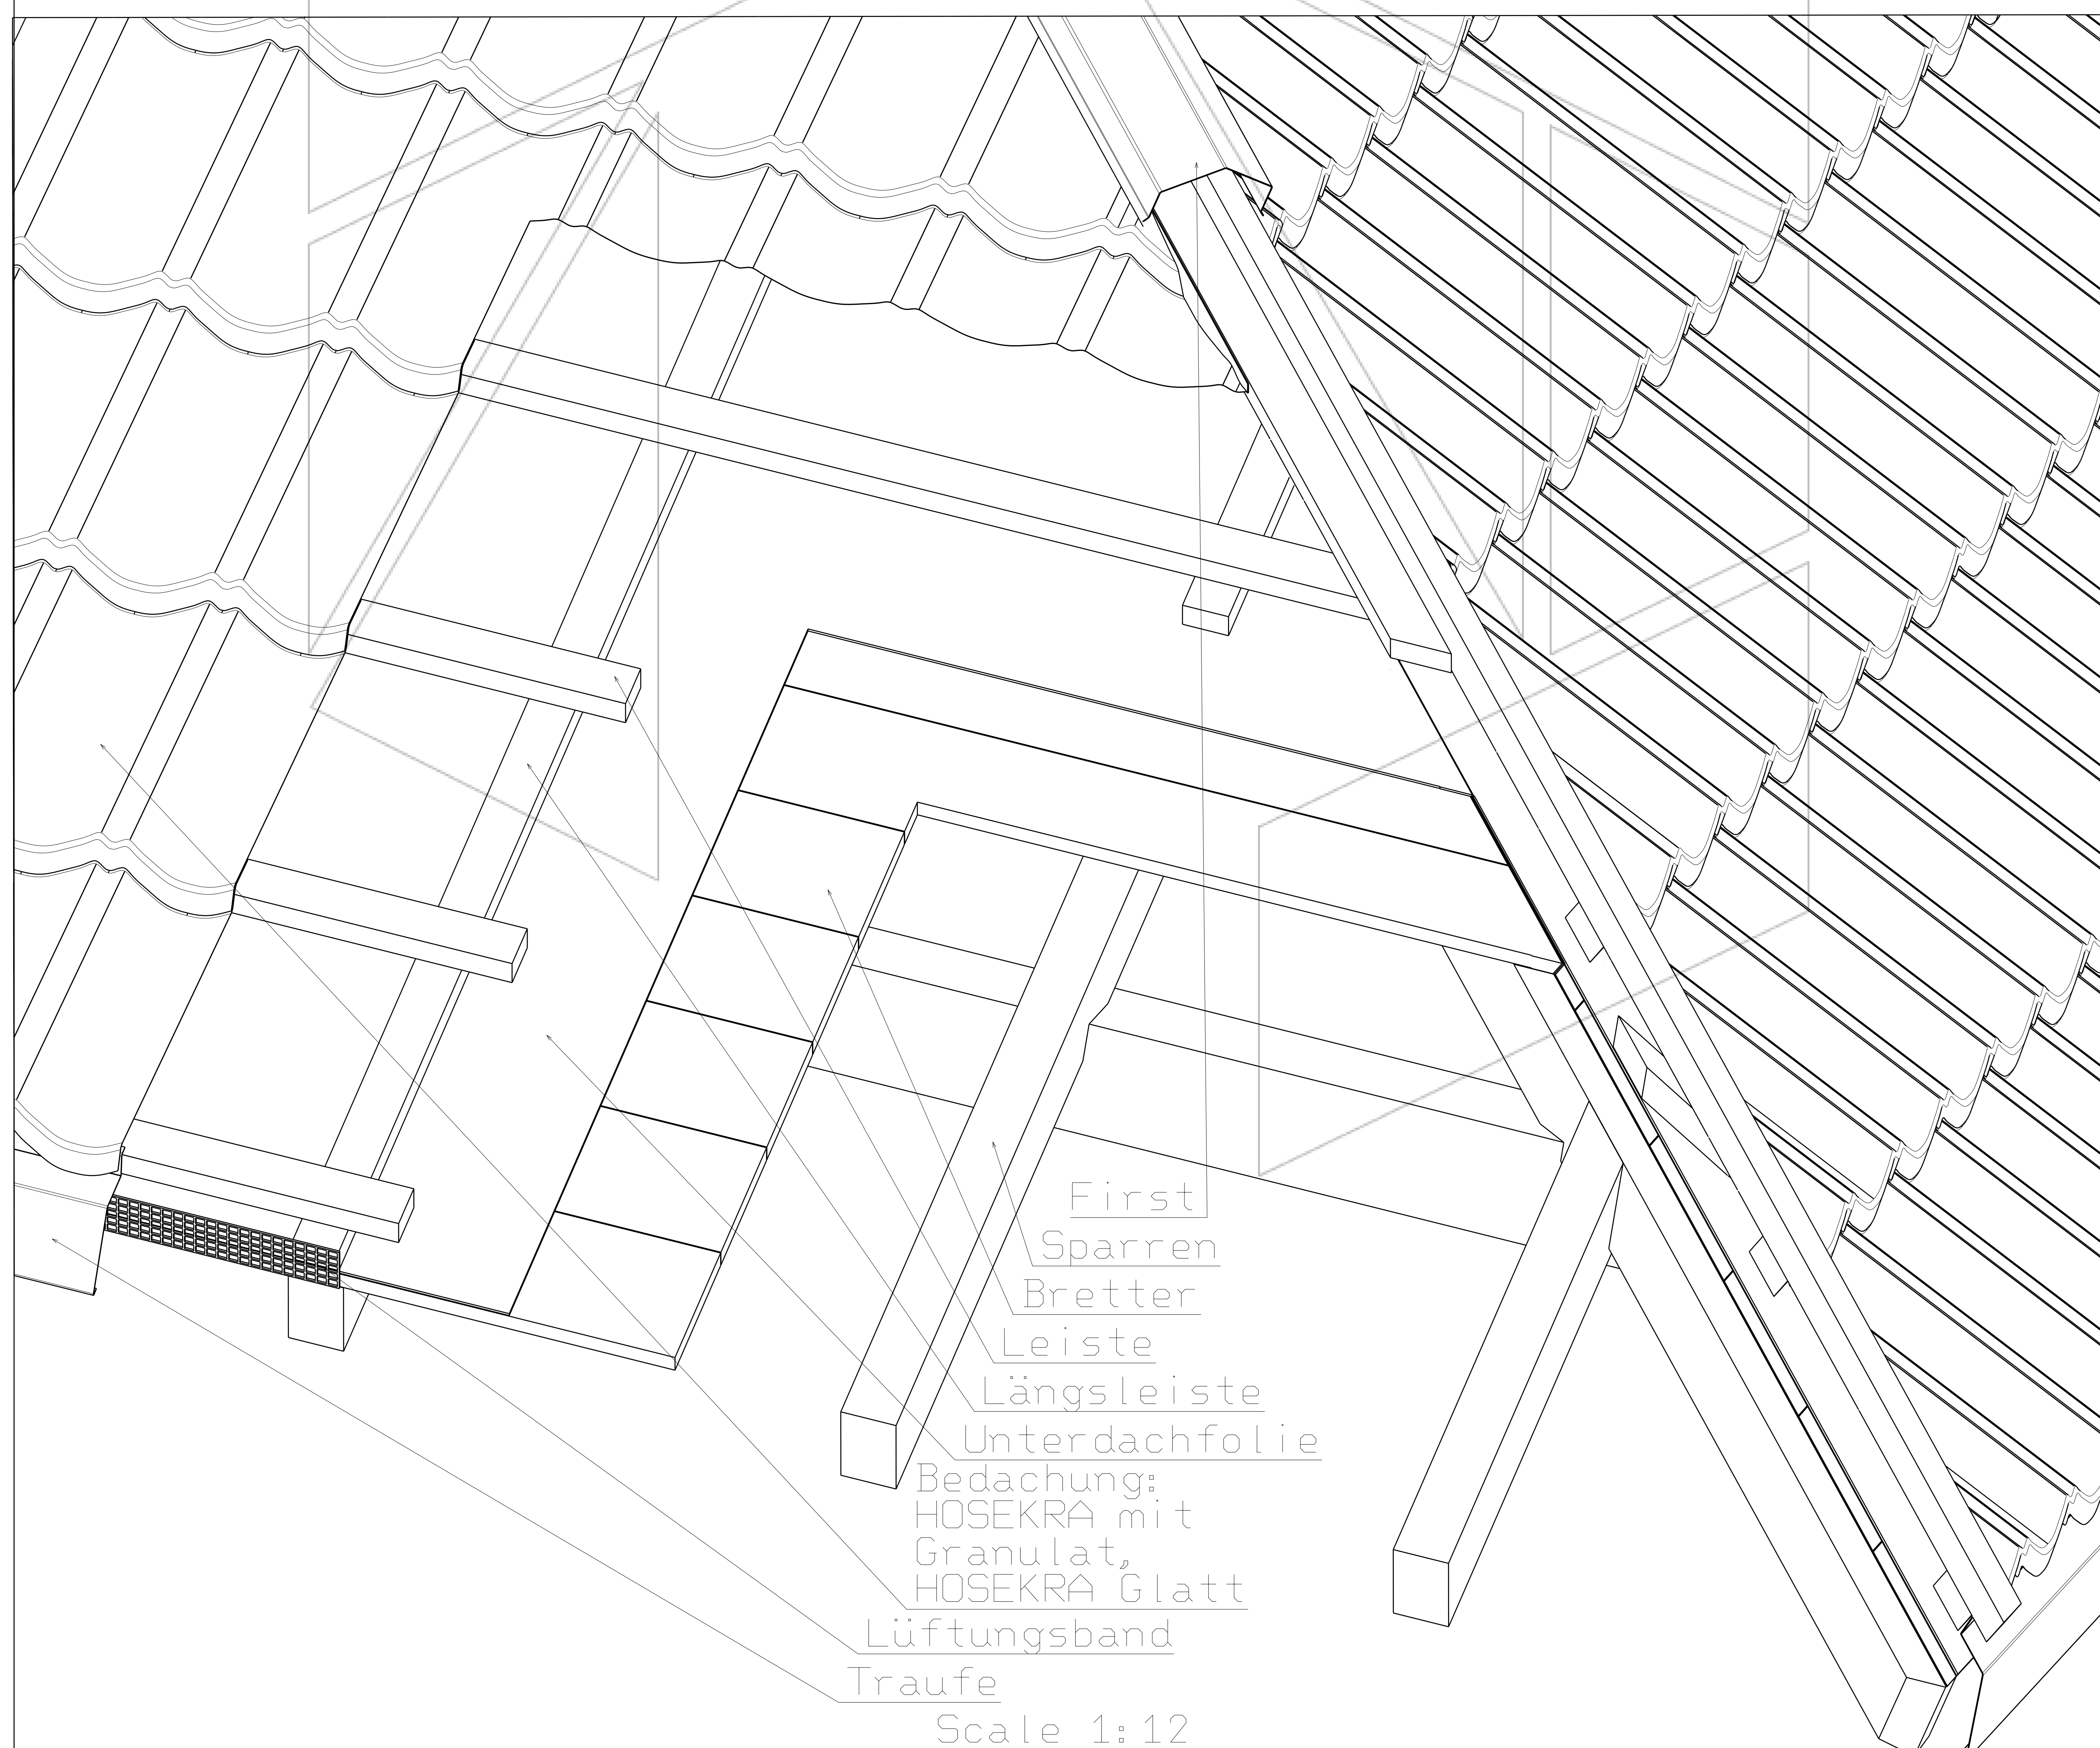 First
Sparren
Bretter
Leiste
Längsleiste
Unterdachfolie
Bedachung:
HOSEKRA mit
Granulat,
HOSEKRA Glatt
Lüftungsband
Traufe
Scale 1:12